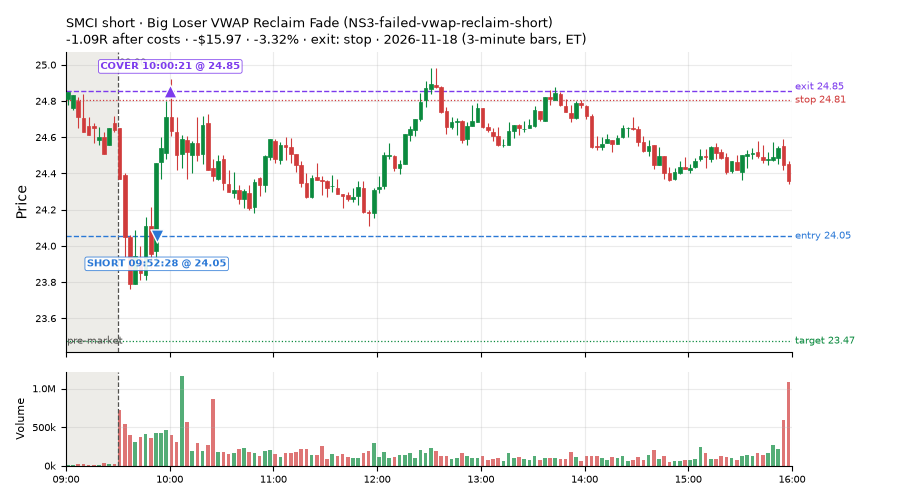 SMCI short · Big Loser VWAP Reclaim Fade (NS3-failed-vwap-reclaim-short)
-1.09R after costs · -$15.97 · -3.32% · exit: stop · 2026-11-18 (3-minute bars, ET)
COVER 10:00:21 @ 24.85
SHORT 09:52:28 @ 24.05
exit 24.85
stop 24.81
entry 24.05
target 23.47
pre-market
Price
25.0
24.8
24.6
24.4
24.2
24.0
23.8
23.6
Volume
1.0M
500k
0k
09:00
10:00
11:00
12:00
13:00
14:00
15:00
16:00